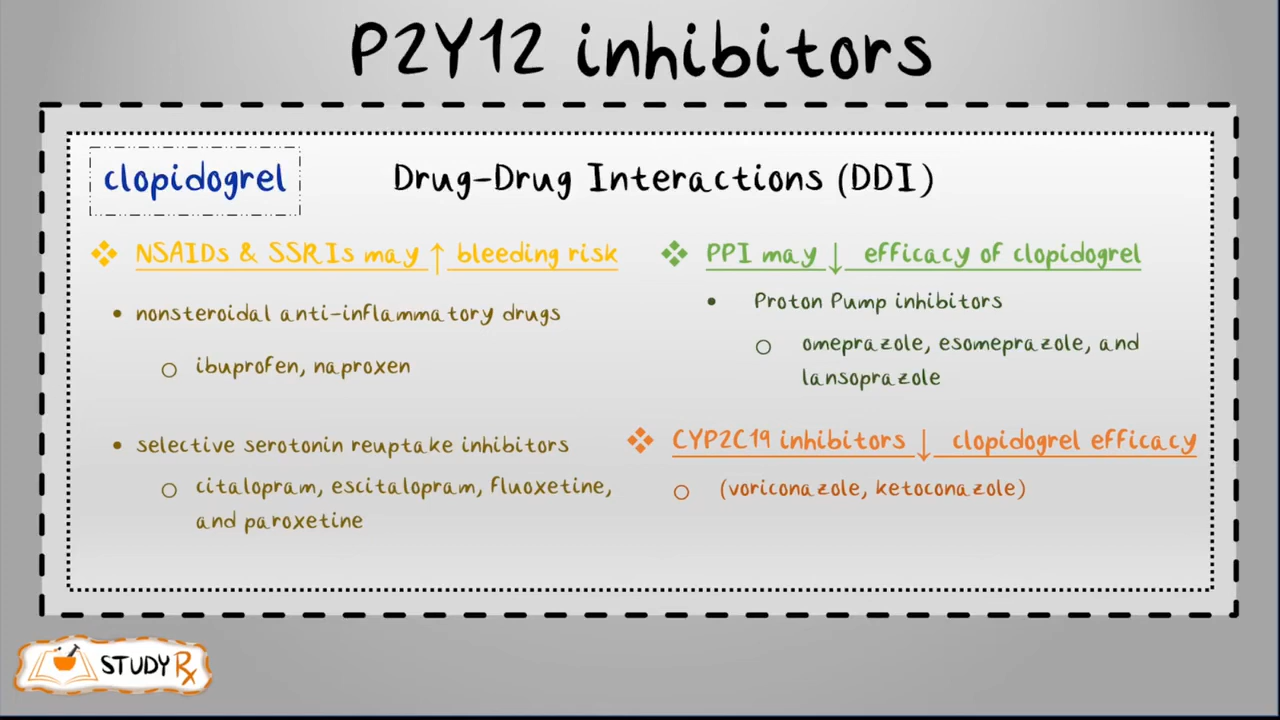 P2Y12 inhibitors
clopidogrel
Drug-Drug Interactions (DDI)
❖ NSAIDs & SSRIs may ↑ bleeding risk
• nonsteroidal anti-inflammatory drugs
○ ibuprofen, naproxen
• selective serotonin reuptake inhibitors
○ citalopram, escitalopram, fluoxetine,
and paroxetine
❖ PPI may ↓ efficacy of clopidogrel
• Proton Pump inhibitors
○ omeprazole, esomeprazole, and
lansoprazole
❖ CYP2C19 inhibitors ↓ clopidogrel efficacy
○ (voriconazole, ketoconazole)
STUDY Rx